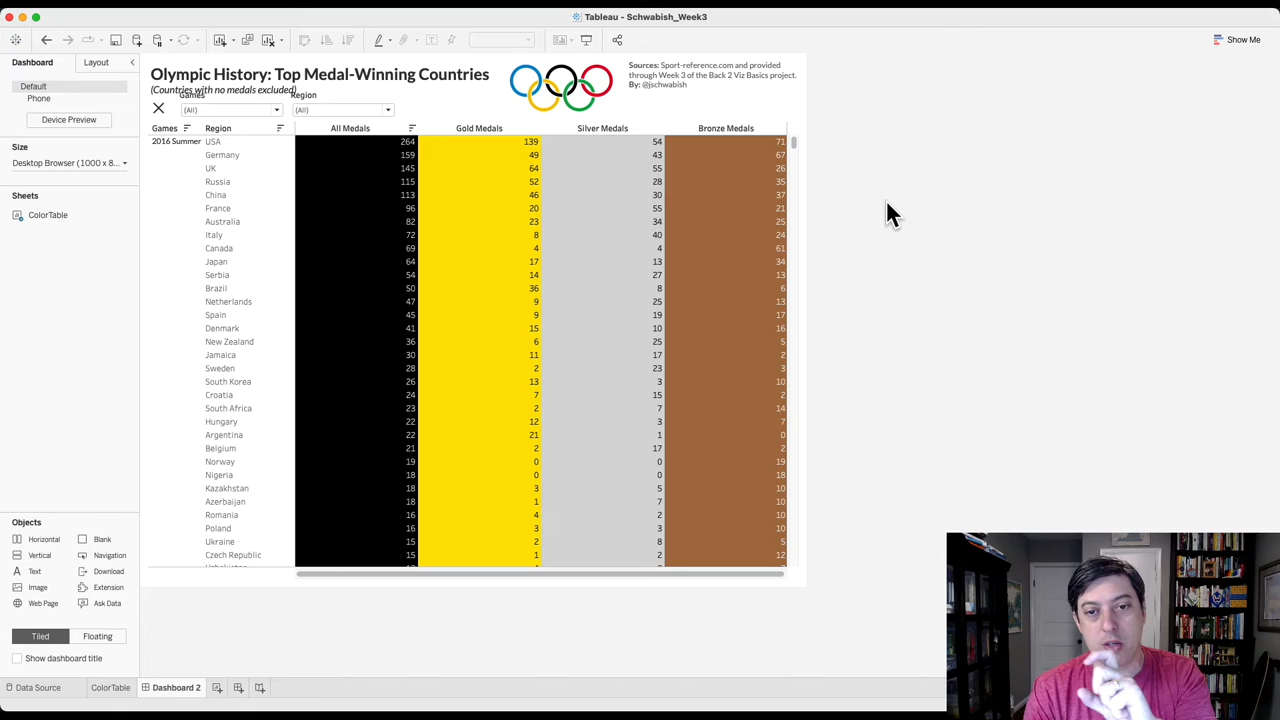 Tableau - Schwabish_Week3
Show Me
Dashboard Layout
Default
Phone
Device Preview
Size
Desktop Browser (1000 x 8...
Sheets
ColorTable
Olympic History: Top Medal-Winning Countries
(Countries with no medals excluded)
Sources: Sport-reference.com and provided
through Week 3 of the Back 2 Viz Basics project.
By: @jschwabish
Games Region
(All) (All)
Games Region All Medals Gold Medals Silver Medals Bronze Medals
2016 Summer USA 264 139 54 71
Germany 159 49 43 67
UK 145 64 55 26
Russia 115 52 28 35
China 113 46 30 37
France 96 20 55 21
Australia 82 23 34 25
Italy 72 8 40 24
Canada 69 4 4 61
Japan 64 17 13 34
Serbia 54 14 27 13
Brazil 50 36 8 6
Netherlands 47 9 25 13
Spain 45 9 19 17
Denmark 41 15 10 16
New Zealand 36 6 25 5
Jamaica 30 11 17 2
Sweden 28 2 23 3
South Korea 26 13 3 10
Croatia 24 7 15 2
South Africa 23 2 7 14
Hungary 22 12 3 7
Argentina 22 21 1 0
Belgium 21 2 17 2
Norway 19 0 0 19
Nigeria 18 0 0 18
Kazakhstan 18 3 5 10
Azerbaijan 18 1 7 10
Romania 16 4 2 10
Poland 16 3 3 10
Ukraine 15 2 8 5
Czech Republic 15 1 2 12
Objects
Horizontal Blank
Vertical Navigation
Text Download
Image Extension
Web Page Ask Data
Tiled Floating
Show dashboard title
Data Source ColorTable Dashboard 2